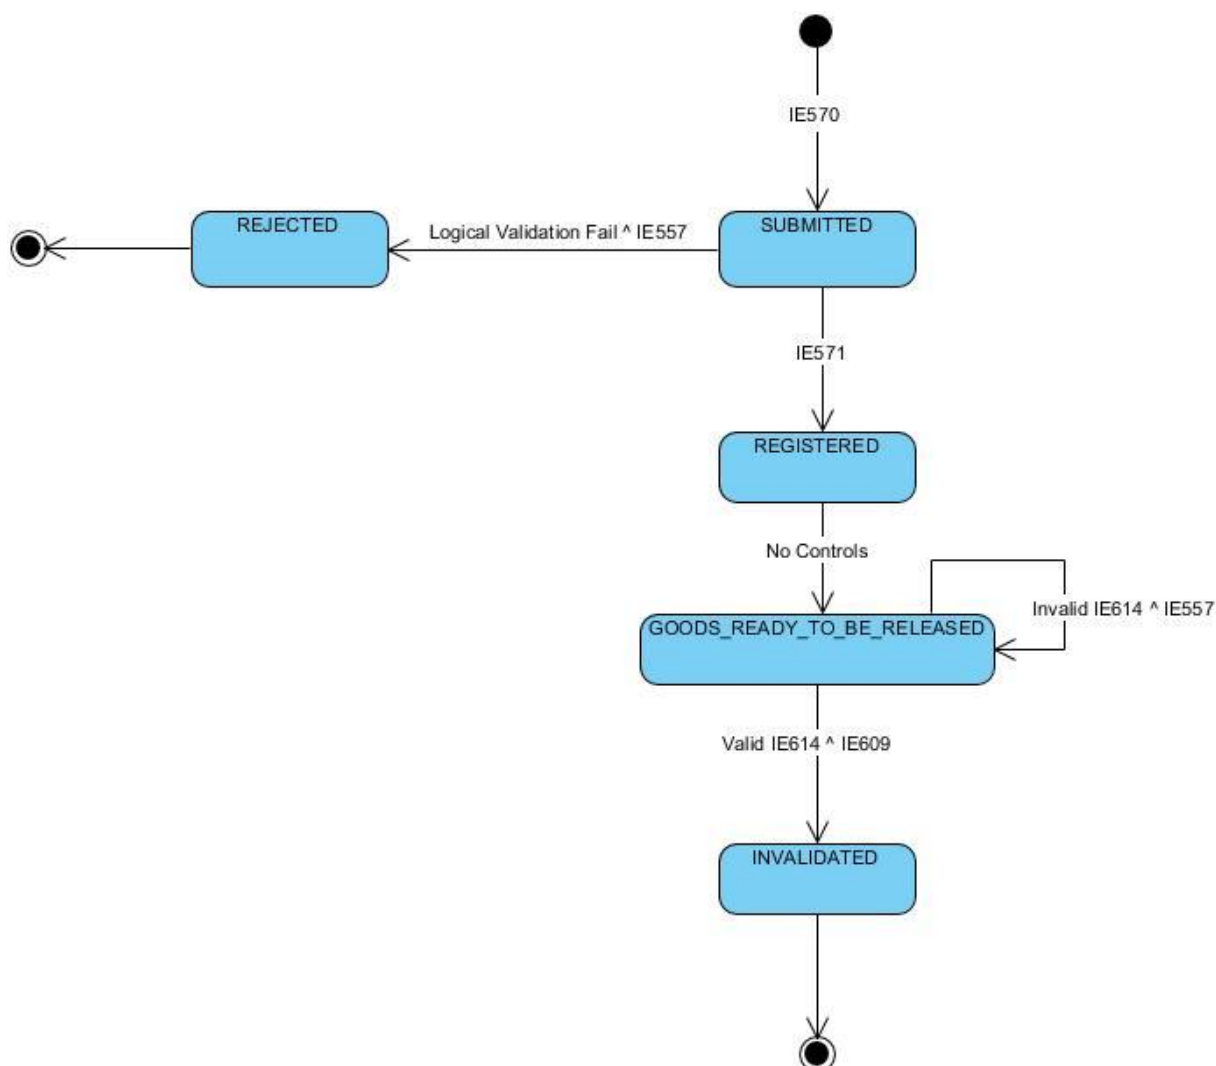 IE570
REJECTED
Logical Validation Fail ^ IE557
SUBMITTED
IE571
REGISTERED
No Controls
GOODS_READY_TO_BE_RELEASED
Invalid IE614 ^ IE557
Valid IE614 ^ IE609
INVALIDATED